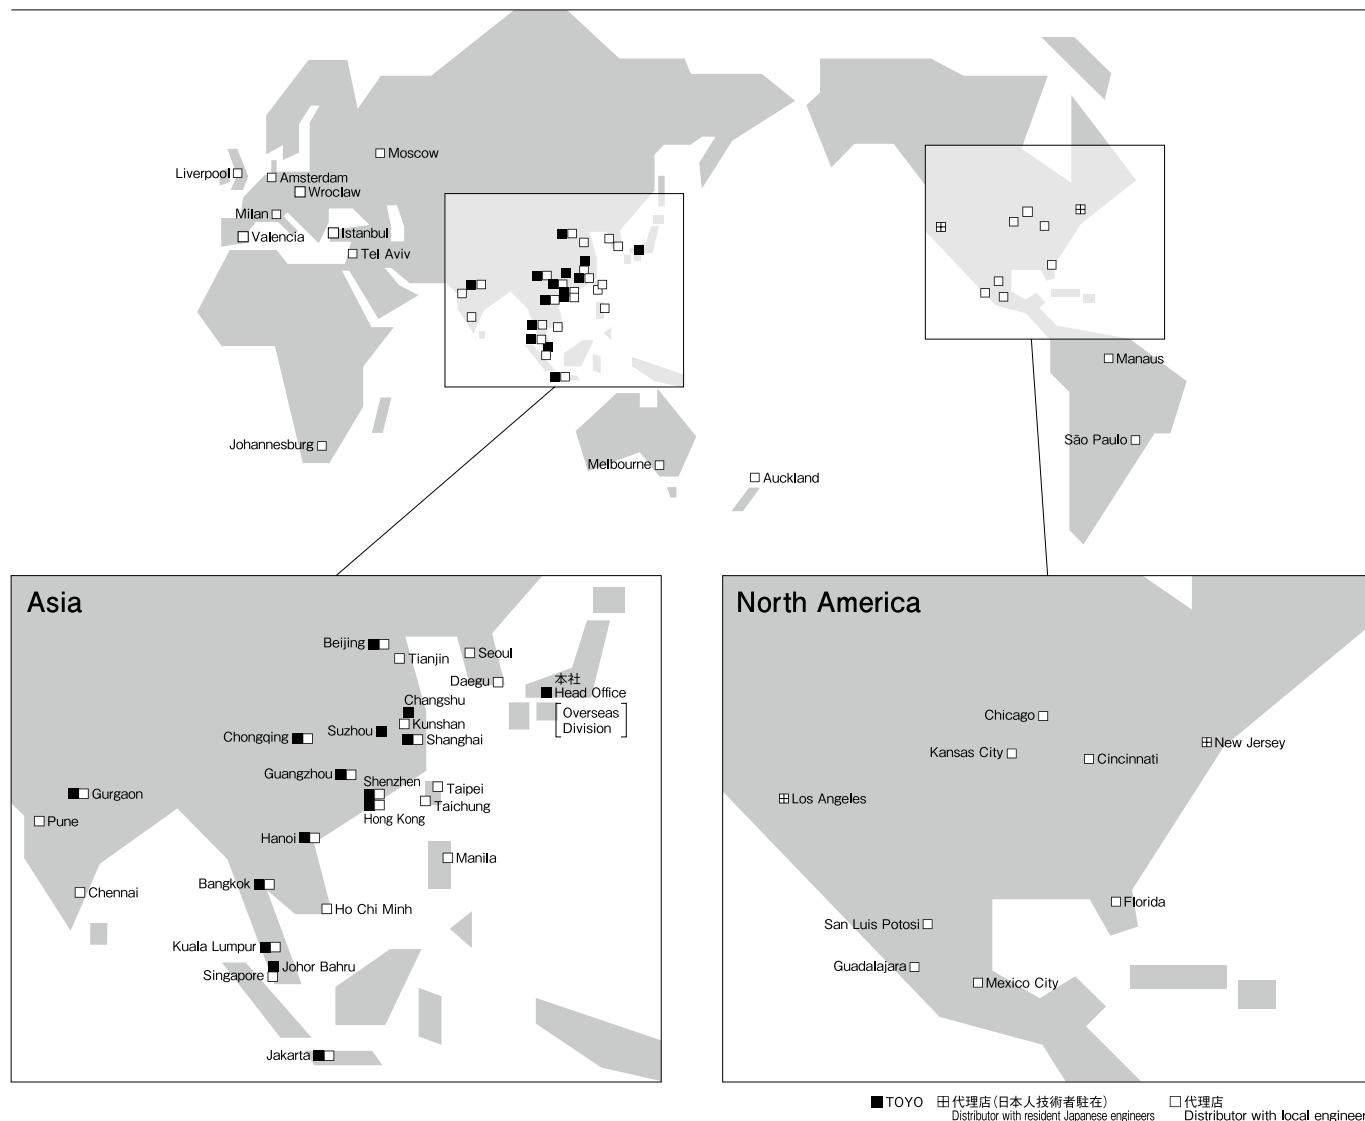 Moscow
Liverpool
Amsterdam
Wroclaw
Milan
Valencia
Istanbul
Tel Aviv
Manaus
Johannesburg
São Paulo
Melbourne
Auckland
Asia
Beijing
Tianjin
Seoul
Daegu
本社
Head Office
Overseas
Division
Changshu
Kunshan
Suzhou
Shanghai
Chongqing
Guangzhou
Shenzhen
Hong Kong
Taipei
Taichung
Gurgaon
Pune
Hanoi
Manila
Bangkok
Chennai
Ho Chi Minh
Kuala Lumpur
Johor Bahru
Singapore
Jakarta
North America
Chicago
New Jersey
Kansas City
Cincinnati
Los Angeles
Florida
San Luis Potosi
Guadalajara
Mexico City
TOYO
代理店(日本人技術者駐在)
Distributor with resident Japanese engineers
代理店
Distributor with local engineer